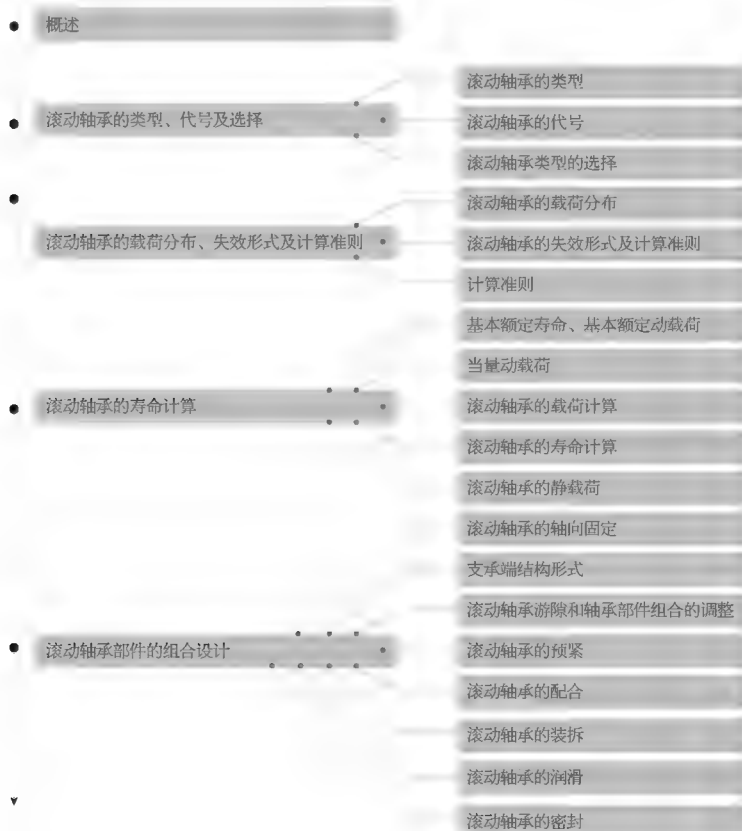 概述
滚动轴承的类型、代号及选择
滚动轴承的类型
滚动轴承的代号
滚动轴承类型的选择
滚动轴承的载荷分布、失效形式及计算准则
滚动轴承的载荷分布
滚动轴承的失效形式及计算准则
计算准则
滚动轴承的寿命计算
基本额定寿命、基本额定动载荷
当量动载荷
滚动轴承的载荷计算
滚动轴承的寿命计算
滚动轴承的静载荷
滚动轴承部件的组合设计
滚动轴承的轴向固定
支承端结构形式
滚动轴承游隙和轴承部件组合的调整
滚动轴承的预紧
滚动轴承的配合
滚动轴承的装拆
滚动轴承的润滑
滚动轴承的密封